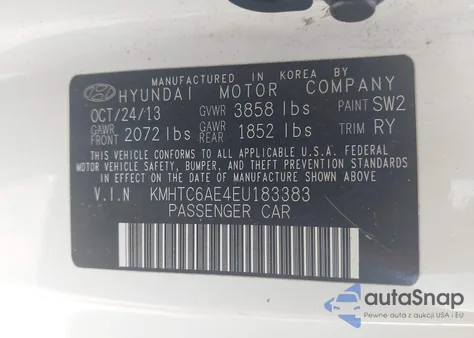 MANUFACTURED IN KOREA BY
HYUNDAI MOTOR COMPANY
OCT/24/13 GVWR 3858 lbs PAINT SW2
GAWR FRONT 2072 lbs GAWR REAR 1852 lbs TRIM RY
THIS VEHICLE CONFORMS TO ALL APPLICABLE U.S. FEDERAL
MOTOR VEHICLE SAFETY, BUMPER, AND THEFT PREVENTION STANDARDS
IN EFFECT ON THE DATE OF MANUFACTURE SHOWN ABOVE
V.I.N KMHTC6AE4EU183383
PASSENGER CAR
autoSnap
Pewne auta z aukcji USA i EU